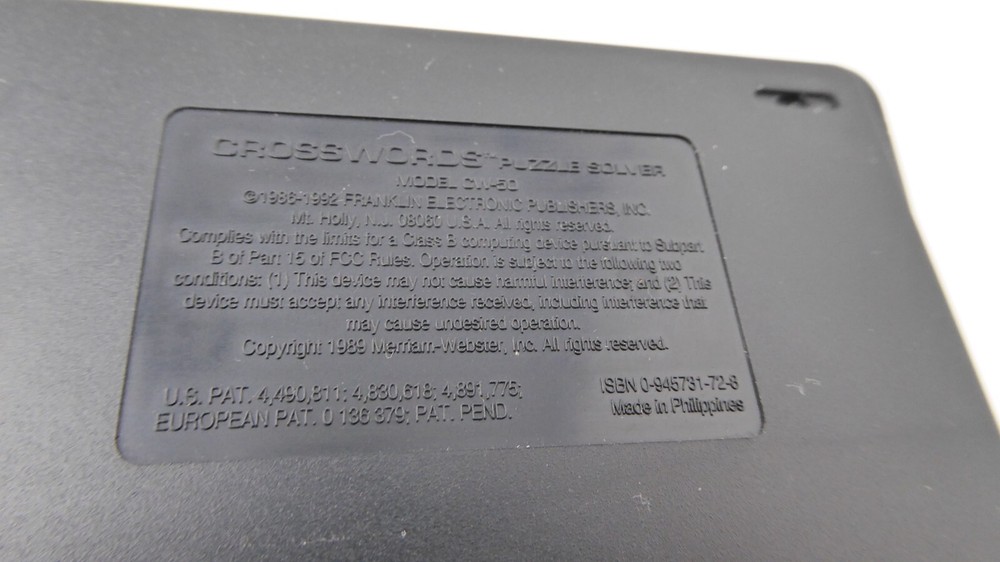 CROSSWORDS™ PUZZLE SOLVER
MODEL CW-50
©1986-1992 FRANKLIN ELECTRONIC PUBLISHERS, INC.
Mt. Holly, N.J. 08060 U.S.A. All rights reserved.
Complies with the limits for a Class B computing device pursuant to Subpart
B of Part 15 of FCC Rules. Operation is subject to the following two
conditions: (1) This device may not cause harmful interference; and (2) This
device must accept any interference received, including interference that
may cause undesired operation.
Copyright 1989 Merriam-Webster, Inc. All rights reserved.
U.S. PAT. 4,490,811; 4,830,618; 4,891,775;
EUROPEAN PAT. 0 136 379; PAT. PEND.
ISBN 0-945731-72-6
Made in Philippines